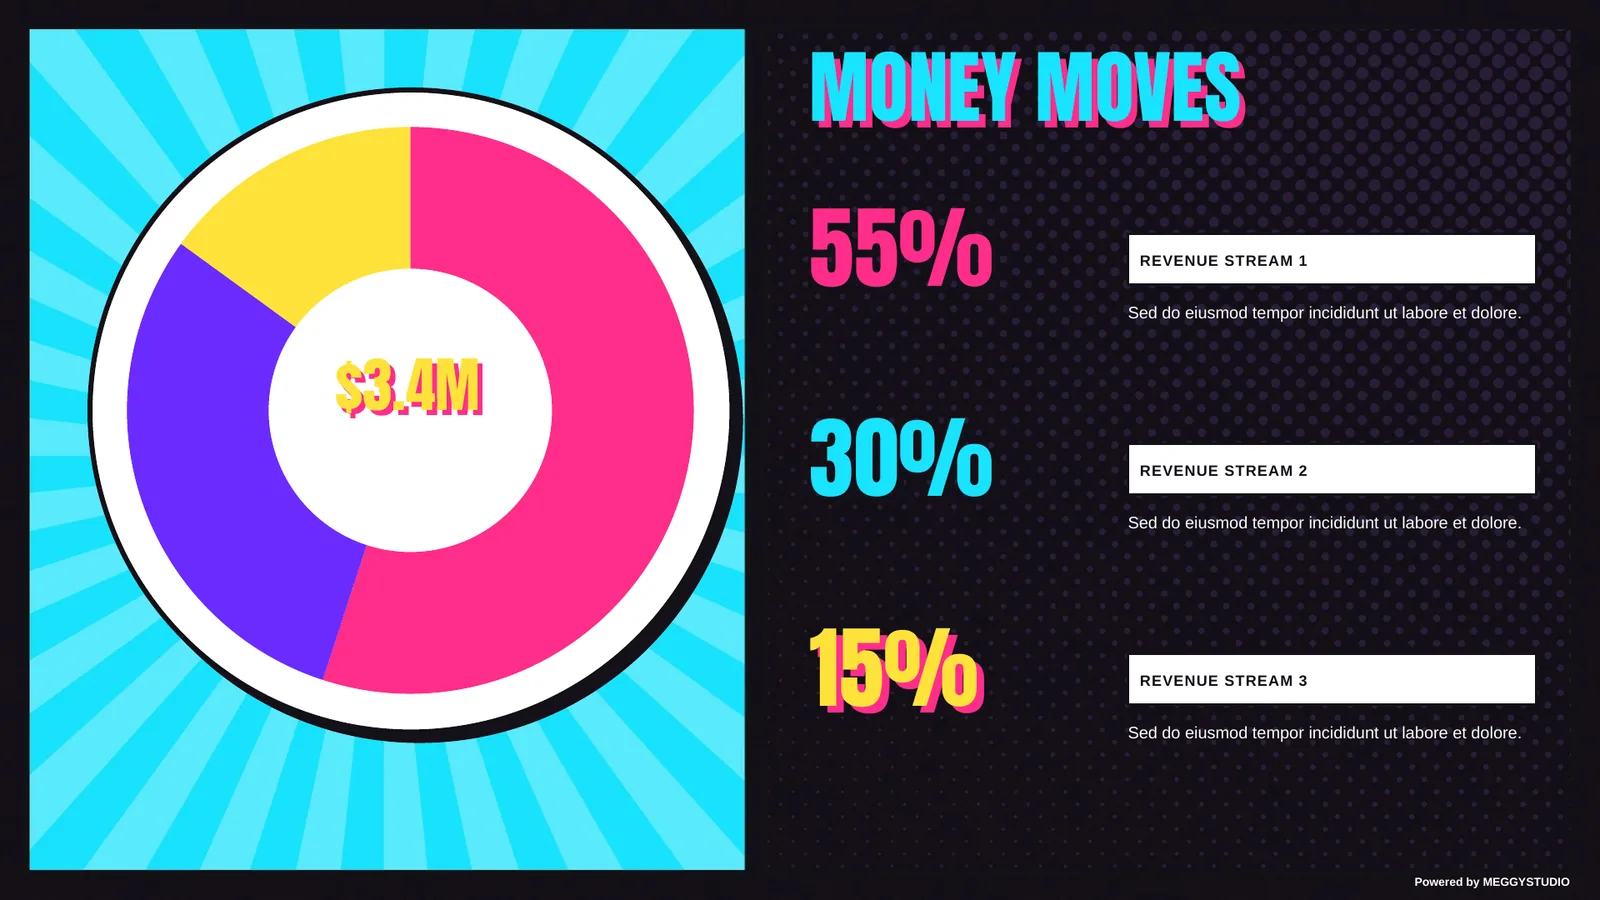 MONEY MOVES
$3.4M
55%
REVENUE STREAM 1
Sed do eiusmod tempor incididunt ut labore et dolore.
30%
REVENUE STREAM 2
Sed do eiusmod tempor incididunt ut labore et dolore.
15%
REVENUE STREAM 3
Sed do eiusmod tempor incididunt ut labore et dolore.
Powered by MEGGYSTUDIO